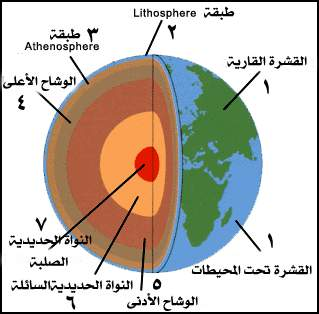 طبقة Lithosphere
٢
طبقة ٣
Athenosphere
القشرة القارية
١
الوشاح الأعلى
٤
٧
النواة الحديدية
الصلبة
١
القشرة تحت المحيطات
النواة الحديدية السائلة
٦
٥
الوشاح الأدنى